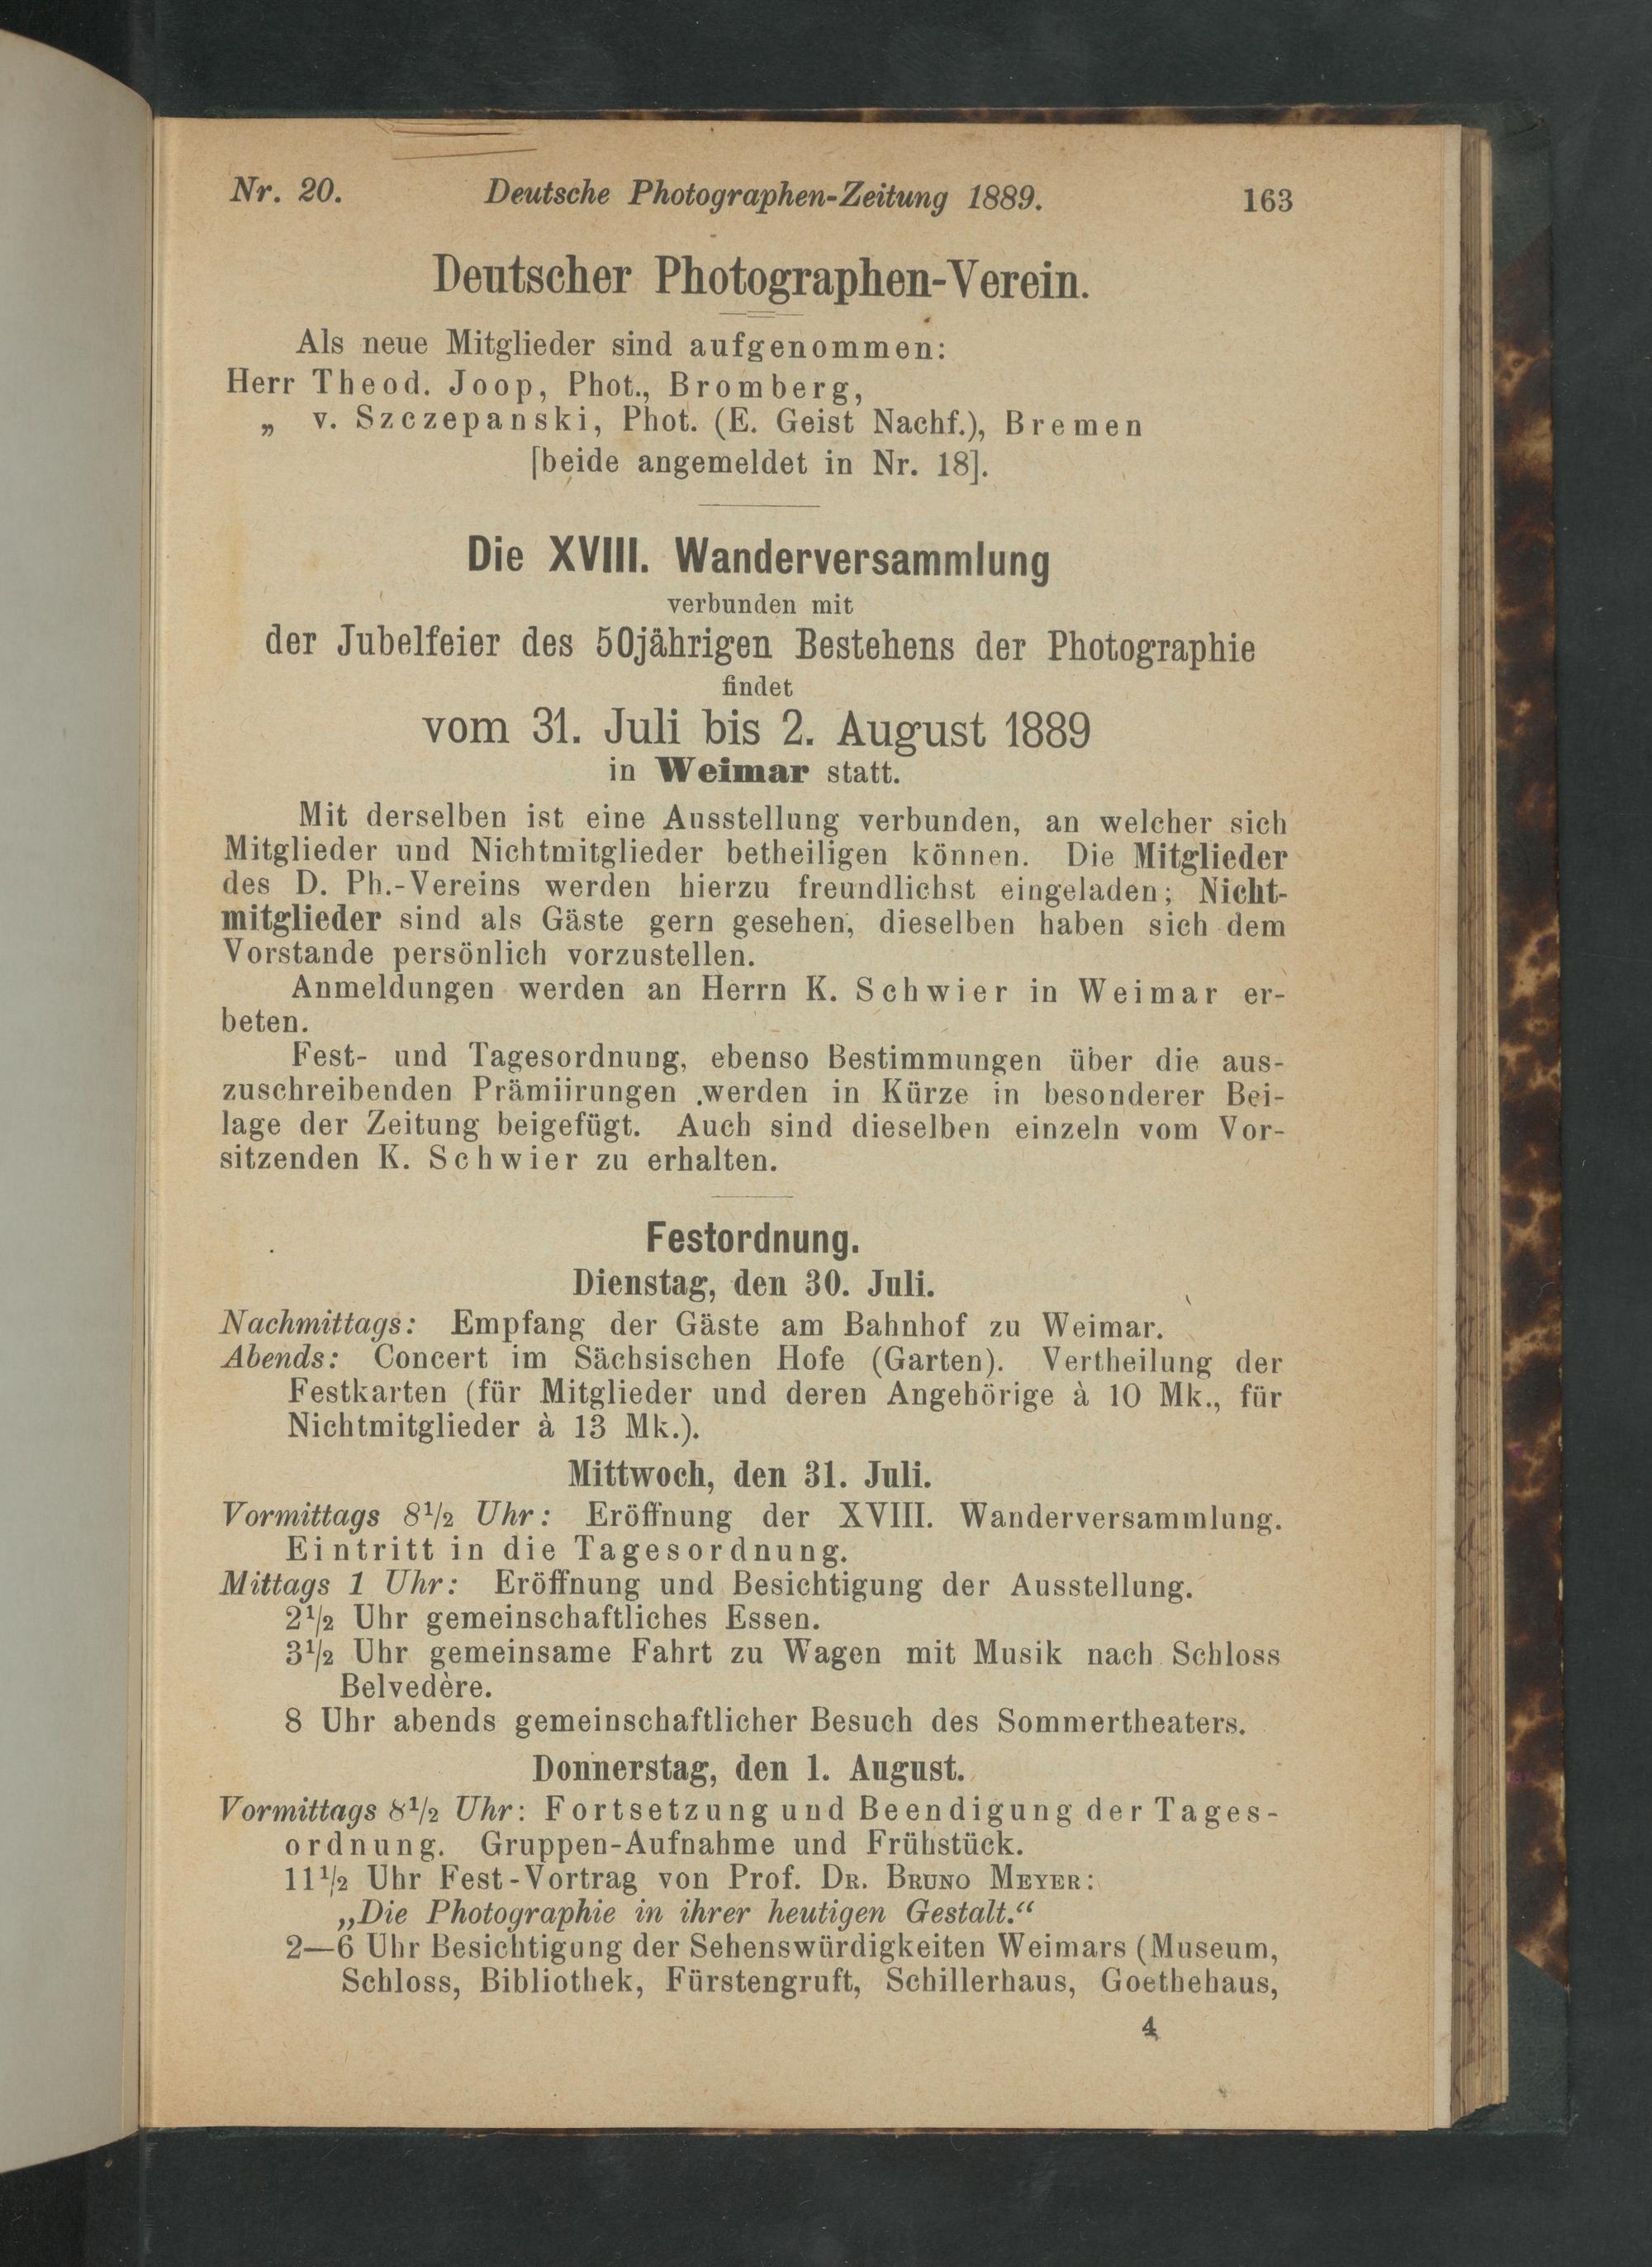 Nr. 20. Deutsche Photographen-Zeitung 1889. 163
Deutscher Photographen-Verein.
Als neue Mitglieder sind aufgenommen:
Herr Theod. Joop, Phot., Bromberg,
„ v. Szczepanski, Phot. (E. Geist Nachf.), Bremen
[beide angemeldet in Nr. 18].
Die XVIII. Wanderversammlung
verbunden mit
der Jubelfeier des 50jährigen Bestehens der Photographie
findet
vom 31. Juli bis 2. August 1889
in Weimar statt.
Mit derselben ist eine Ausstellung verbunden, an welcher sich
Mitglieder und Nichtmitglieder betheiligen können. Die Mitglieder
des D. Ph.-Vereins werden hierzu freundlichst eingeladen; Nicht-
mitglieder sind als Gäste gern gesehen, dieselben haben sich dem
Vorstande persönlich vorzustellen.
Anmeldungen werden an Herrn K. Schwier in Weimar er-
beten.
Fest- und Tagesordnung, ebenso Bestimmungen über die aus-
zuschreibenden Prämiirungen werden in Kürze in besonderer Bei-
lage der Zeitung beigefügt. Auch sind dieselben einzeln vom Vor-
sitzenden K. Schwier zu erhalten.
Festordnung.
Dienstag, den 30. Juli.
Nachmittags: Empfang der Gäste am Bahnhof zu Weimar.
Abends: Concert im Sächsischen Hofe (Garten). Vertheilung der
Festkarten (für Mitglieder und deren Angehörige à 10 Mk., für
Nichtmitglieder à 13 Mk.).
Mittwoch, den 31. Juli.
Vormittags 8½ Uhr: Eröffnung der XVIII. Wanderversammlung.
Eintritt in die Tagesordnung.
Mittags 1 Uhr: Eröffnung und Besichtigung der Ausstellung.
2½ Uhr gemeinschaftliches Essen.
3½ Uhr gemeinsame Fahrt zu Wagen mit Musik nach Schloss
Belvedère.
8 Uhr abends gemeinschaftlicher Besuch des Sommertheaters.
Donnerstag, den 1. August.
Vormittags 8½ Uhr: Fortsetzung und Beendigung der Tages-
ordnung. Gruppen-Aufnahme und Frühstück.
11½ Uhr Fest-Vortrag von Prof. Dr. Bruno Meyer:
„Die Photographie in ihrer heutigen Gestalt.“
2—6 Uhr Besichtigung der Sehenswürdigkeiten Weimars (Museum,
Schloss, Bibliothek, Fürstengruft, Schillerhaus, Goethehaus,
4